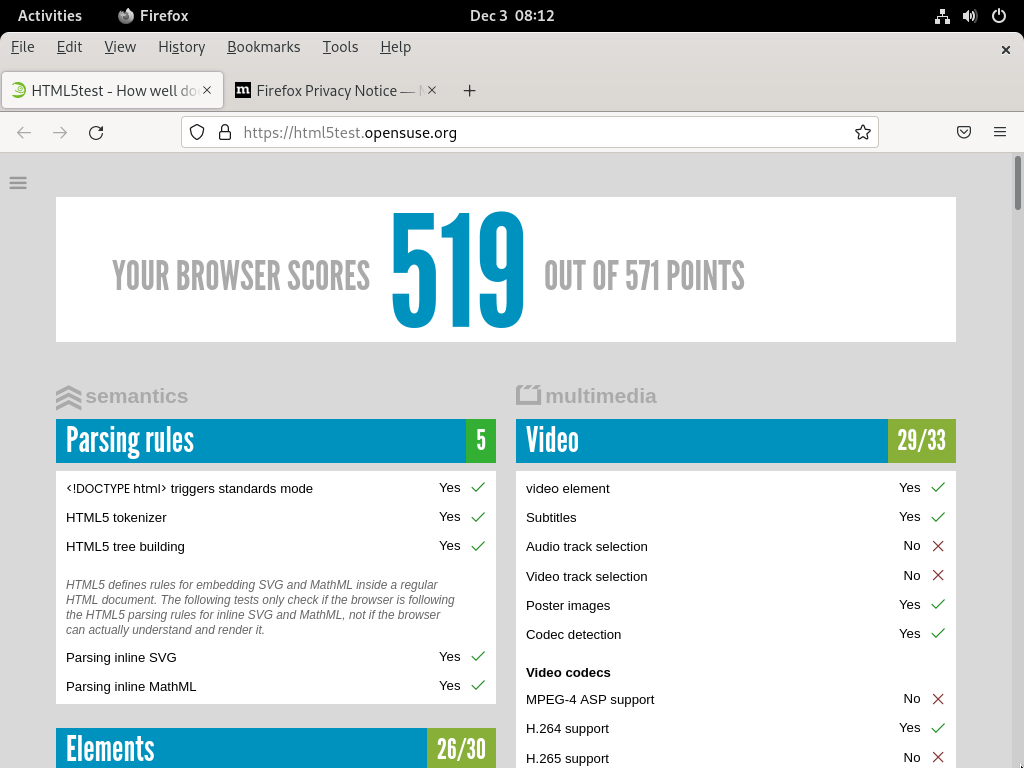 Activities Firefox Dec 3 08:12
File Edit View History Bookmarks Tools Help
HTML5test - How well do Firefox Privacy Notice —
https://html5test.opensuse.org
YOUR BROWSER SCORES 519 OUT OF 571 POINTS
semantics
Parsing rules 5
<!DOCTYPE html> triggers standards mode Yes
HTML5 tokenizer Yes
HTML5 tree building Yes
HTML5 defines rules for embedding SVG and MathML inside a regular
HTML document. The following tests only check if the browser is following
the HTML5 parsing rules for inline SVG and MathML, not if the browser
can actually understand and render it.
Parsing inline SVG Yes
Parsing inline MathML Yes
Elements 26/30
multimedia
Video 29/33
video element Yes
Subtitles Yes
Audio track selection No
Video track selection No
Poster images Yes
Codec detection Yes
Video codecs
MPEG-4 ASP support No
H.264 support Yes
H.265 support No